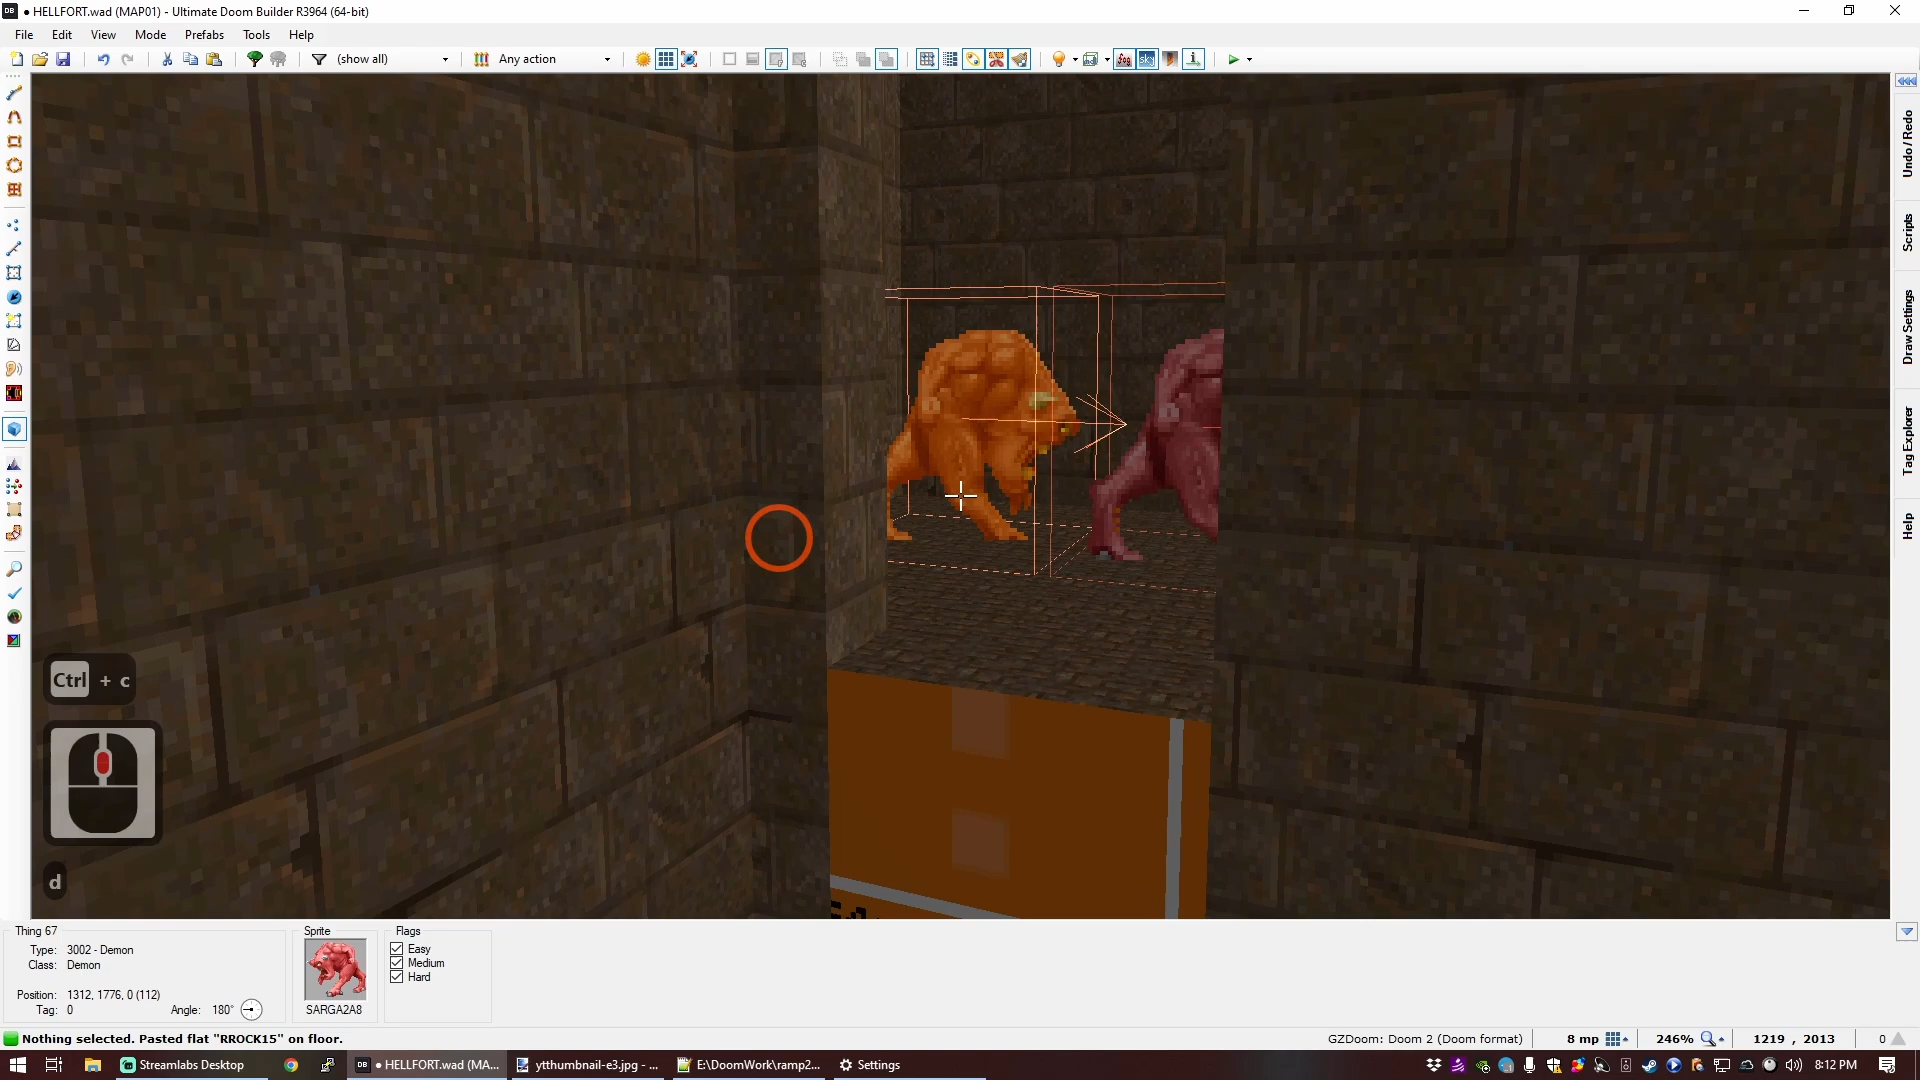 DB • HELLFORT.wad (MAP01) - Ultimate Doom Builder R3964 (64-bit)
File Edit View Mode Prefabs Tools Help
(show all) Any action
fog sky
Undo / Redo
Scripts
Draw Settings
Tag Explorer
Help
Ctrl + c
d
Thing 67
Type: 3002 - Demon
Class: Demon
Position: 1312, 1776, 0 (112)
Tag: 0 Angle: 180°
Sprite
SARGA2A8
Flags
Easy
Medium
Hard
Nothing selected. Pasted flat "RROCK15" on floor.
GZDoom: Doom 2 (Doom format) 8 mp 246% 1219 , 2013 0
Streamlabs Desktop DB • HELLFORT.wad (MA... ytthumbnail-e3.jpg - ... E:\DoomWork\ramp2... Settings 8:12 PM